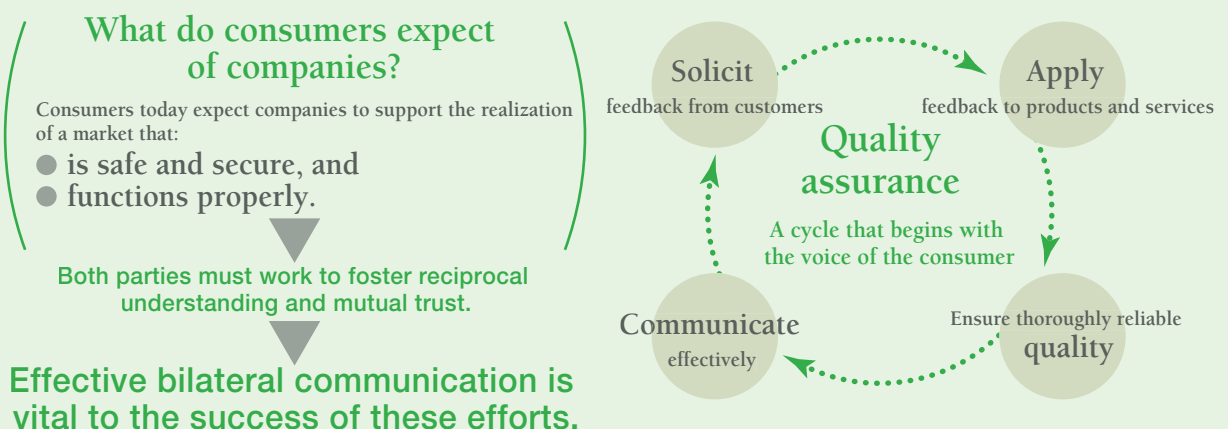 What do consumers expect
of companies?
Consumers today expect companies to support the realization
of a market that:
● is safe and secure, and
● functions properly.
Both parties must work to foster reciprocal
understanding and mutual trust.
Effective bilateral communication is
vital to the success of these efforts.
Solicit
feedback from customers
Apply
feedback to products and services
Quality
assurance
A cycle that begins with
the voice of the consumer
Communicate
effectively
Ensure thoroughly reliable
quality